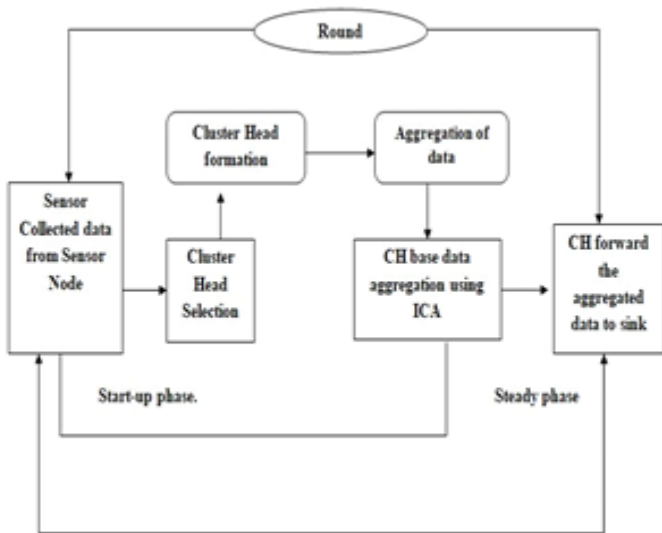 Round
Cluster Head
formation
Aggregation of
data
Sensor
Collected data
from Sensor
Node
Cluster
Head
Selection
CH base data
aggregation using
ICA
CH forward
the
aggregated
data to sink
Start-up phase.
Steady phase